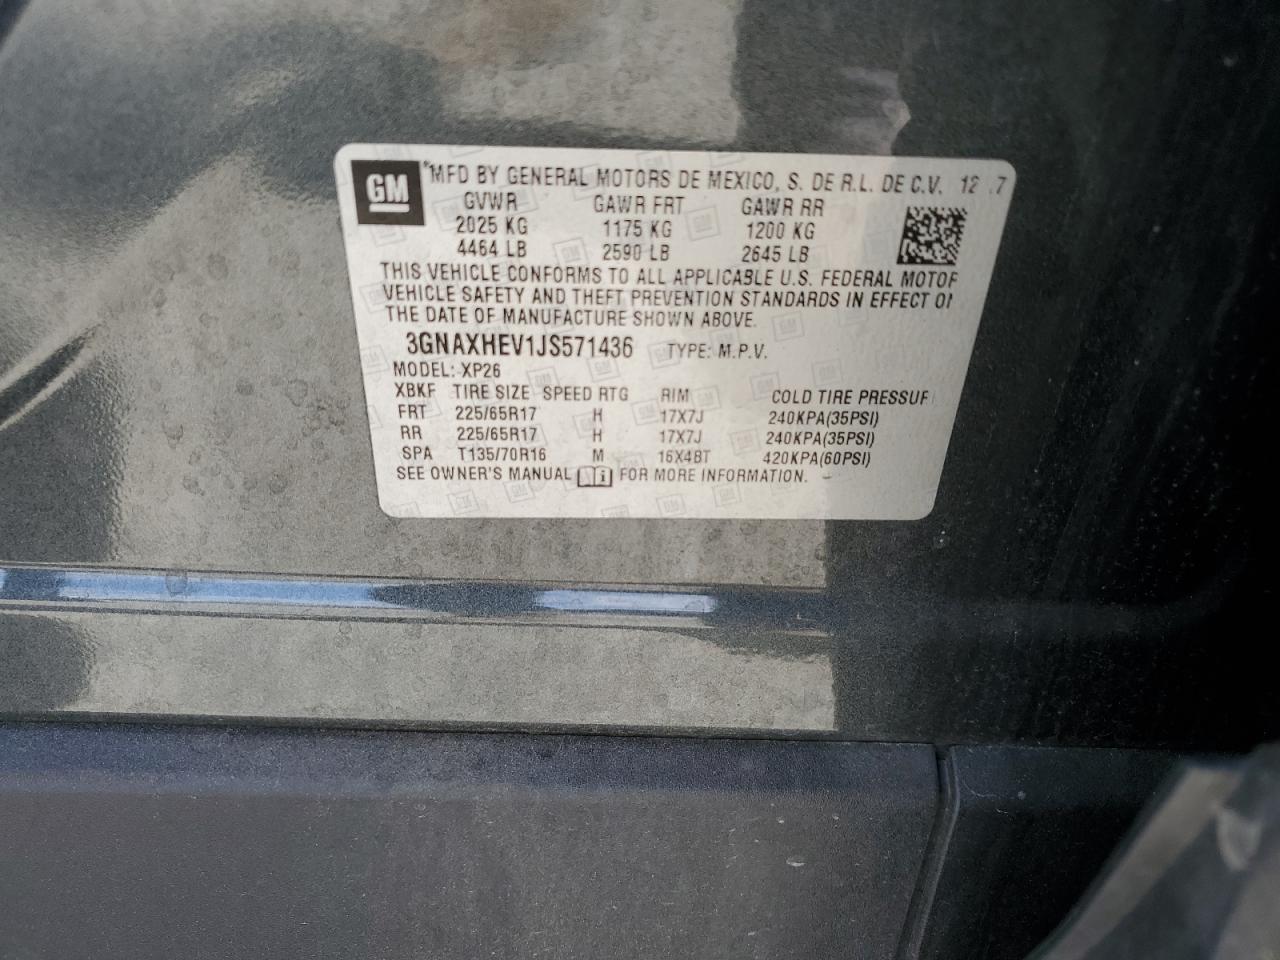 GM
*MFD BY GENERAL MOTORS DE MEXICO, S. DE R.L. DE C.V. 12 7
GVWR GAWR FRT GAWR RR
2025 KG 1175 KG 1200 KG
4464 LB 2590 LB 2645 LB
THIS VEHICLE CONFORMS TO ALL APPLICABLE U.S. FEDERAL MOTOR
VEHICLE SAFETY AND THEFT PREVENTION STANDARDS IN EFFECT ON
THE DATE OF MANUFACTURE SHOWN ABOVE.
3GNAXHEV1JS571436 TYPE: M.P.V.
MODEL: XP26
XBKF TIRE SIZE SPEED RTG RIM COLD TIRE PRESSUR
FRT 225/65R17 H 17X7J 240KPA(35PSI)
RR 225/65R17 H 17X7J 240KPA(35PSI)
SPA T135/70R16 M 16X4BT 420KPA(60PSI)
SEE OWNER'S MANUAL FOR MORE INFORMATION.